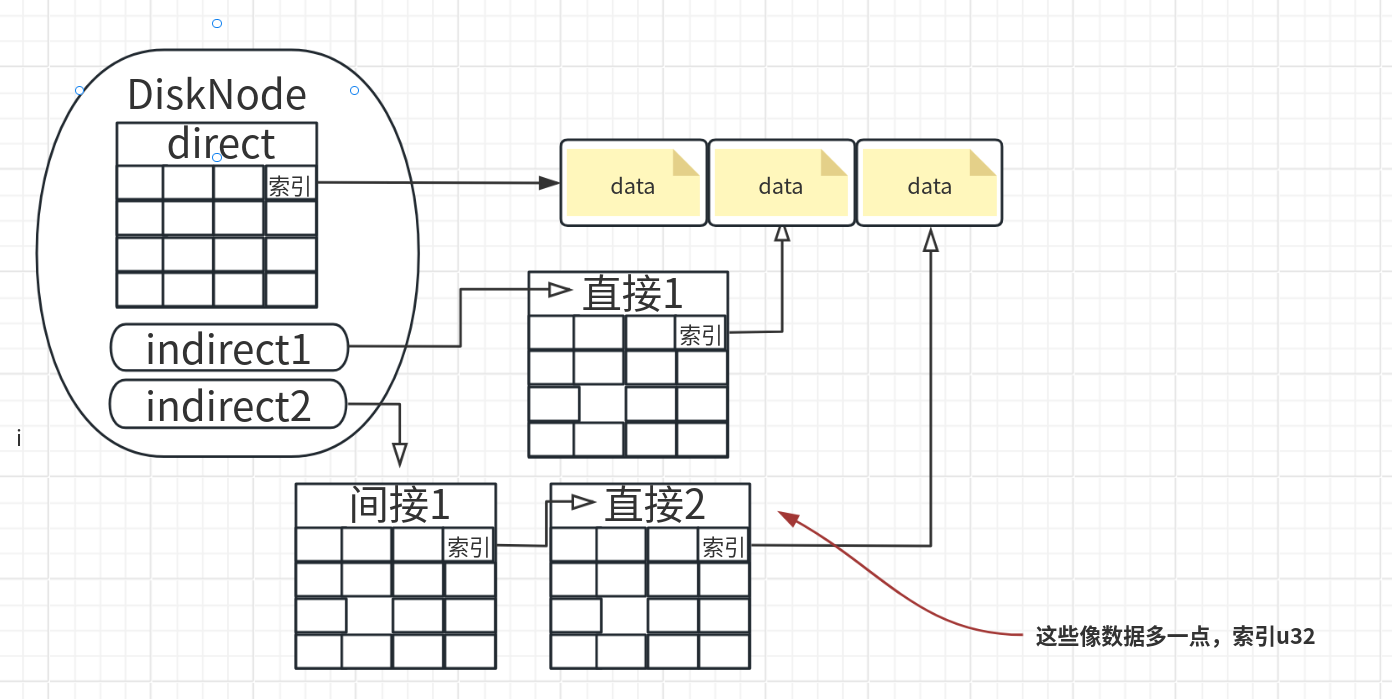 DiskNode
direct
索引
data
data
data
直接1
索引
indirect1
indirect2
i
间接1
索引
直接2
索引
这些像数据多一点，索引u32